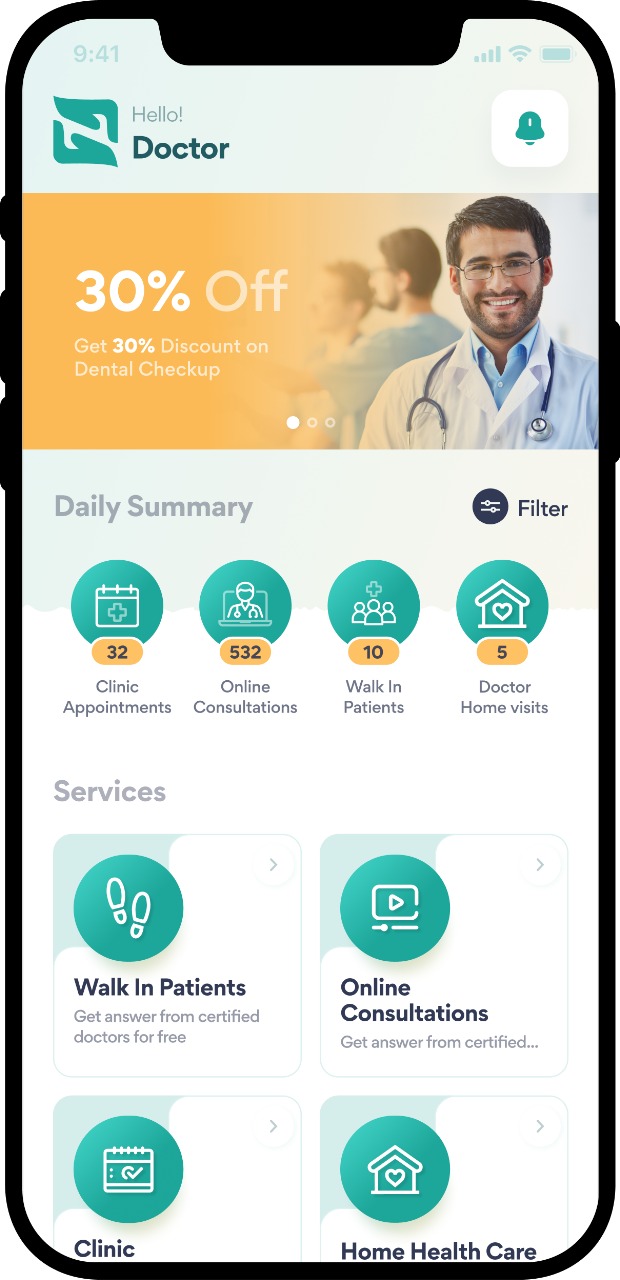 9:41
Hello!
Doctor
30% Off
Get 30% Discount on
Dental Checkup
Daily Summary
Filter
32
532
10
5
Clinic
Appointments
Online
Consultations
Walk In
Patients
Doctor
Home visits
Services
Walk In Patients
Get answer from certified
doctors for free
Online
Consultations
Get answer from certified...
Clinic
Home Health Care